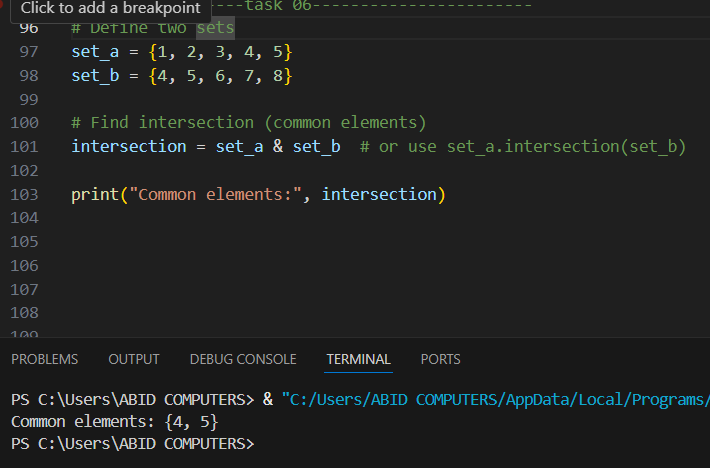 Click to add a breakpoint ----task 06-----------------------
96 # Define two sets
97 set_a = {1, 2, 3, 4, 5}
98 set_b = {4, 5, 6, 7, 8}
99
100 # Find intersection (common elements)
101 intersection = set_a & set_b  # or use set_a.intersection(set_b)
102
103 print("Common elements:", intersection)
104
105
106
107
108
109
PROBLEMS OUTPUT DEBUG CONSOLE TERMINAL PORTS
PS C:\Users\ABID COMPUTERS> & "C:/Users/ABID COMPUTERS/AppData/Local/Programs/
Common elements: {4, 5}
PS C:\Users\ABID COMPUTERS>